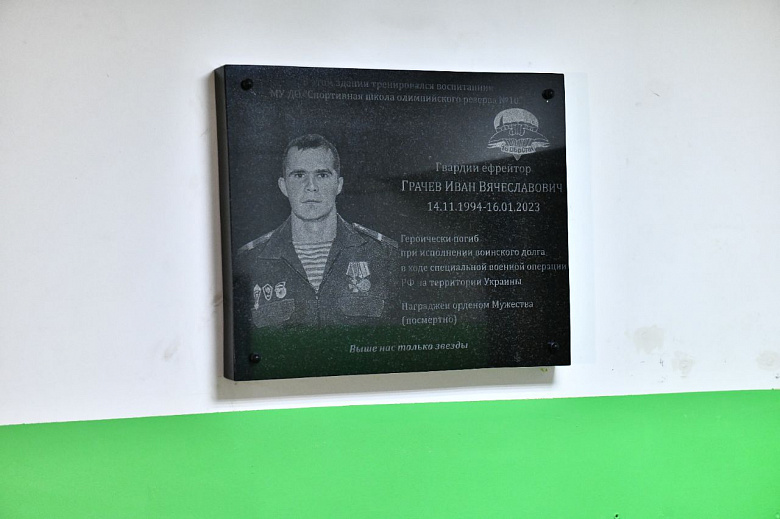 здании тренировался воспитанник
МУ ДО «Спортивная школа олимпийского резерва №10»
Гвардии ефрейтор
ГРАЧЕВ ИВАН ВЯЧЕСЛАВОВИЧ
14.11.1994-16.01.2023
Героически погиб
при исполнении воинского долга
в ходе специальной военной операции
РФ на территории Украины
Награжден орденом Мужества
(посмертно)
Выше нас только звезды